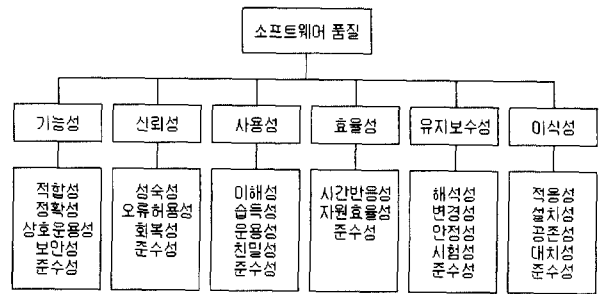 소프트웨어 품질
기능성
신뢰성
사용성
효율성
유지보수성
이식성
적합성
정확성
상호운용성
보안성
준수성
성숙성
오류허용성
회복성
준수성
이해성
습득성
운용성
친밀성
준수성
시간반응성
자원효율성
준수성
해석성
변경성
안정성
시험성
준수성
적용성
설치성
공존성
대치성
준수성